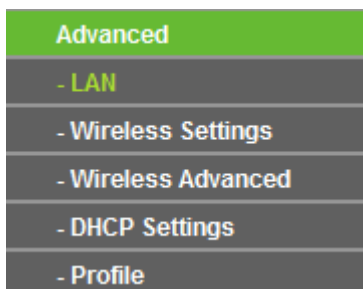 Advanced
- LAN
- Wireless Settings
- Wireless Advanced
- DHCP Settings
- Profile